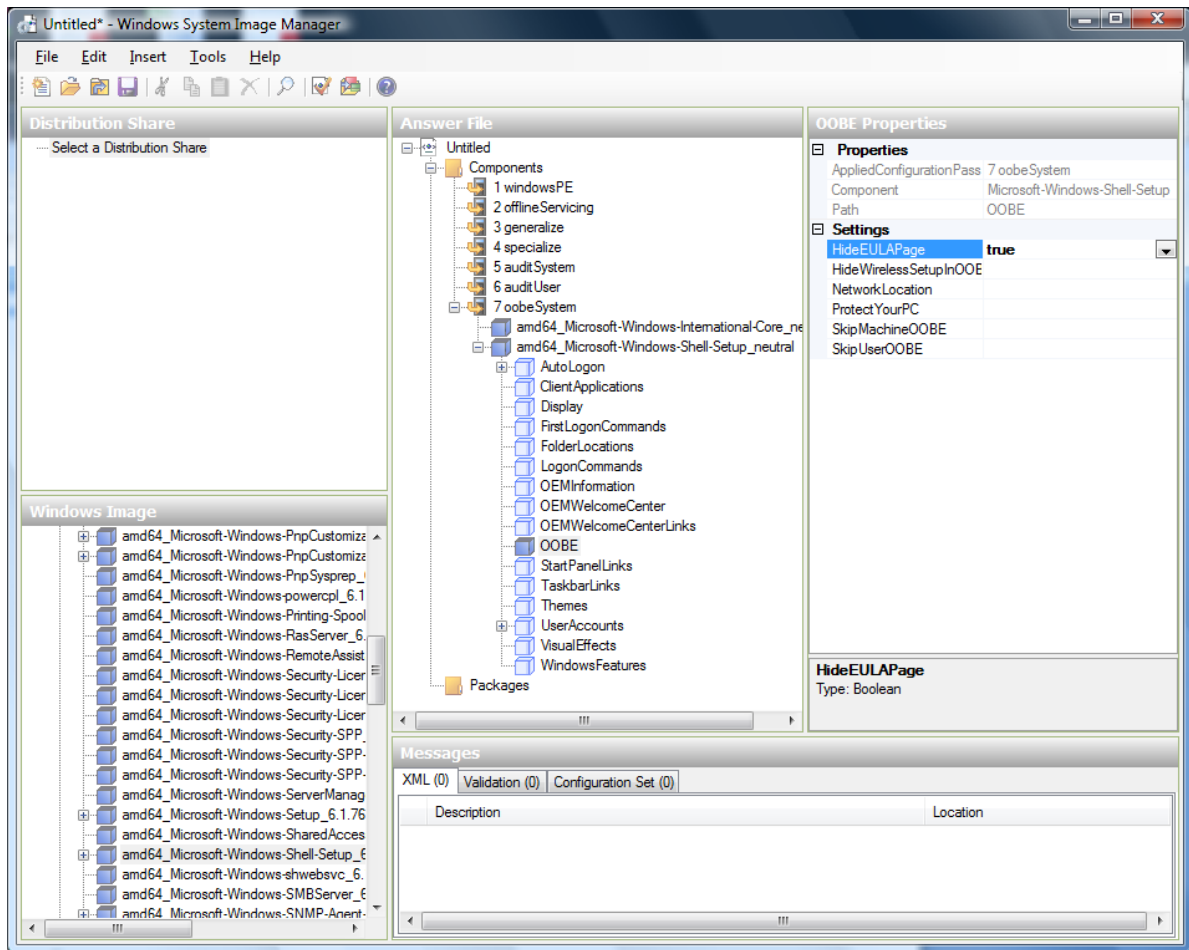 Untitled* - Windows System Image Manager
File Edit Insert Tools Help
Distribution Share
Select a Distribution Share
Windows Image
amd64_Microsoft-Windows-PnpCustomiza
amd64_Microsoft-Windows-PnpCustomiza
amd64_Microsoft-Windows-PnpSysprep_
amd64_Microsoft-Windows-powercpl_6.1
amd64_Microsoft-Windows-Printing-Spool
amd64_Microsoft-Windows-RasServer_6.
amd64_Microsoft-Windows-RemoteAssist
amd64_Microsoft-Windows-Security-Licer
amd64_Microsoft-Windows-Security-Licer
amd64_Microsoft-Windows-Security-Licer
amd64_Microsoft-Windows-Security-SPP_
amd64_Microsoft-Windows-Security-SPP-
amd64_Microsoft-Windows-Security-SPP-
amd64_Microsoft-Windows-ServerManag
amd64_Microsoft-Windows-Setup_6.1.76
amd64_Microsoft-Windows-SharedAcces
amd64_Microsoft-Windows-Shell-Setup_6
amd64_Microsoft-Windows-shwebsvc_6.
amd64_Microsoft-Windows-SMBServer_6
amd64_Microsoft-Windows-SNMP-Agent-
Answer File
Untitled
Components
1 windowsPE
2 offlineServicing
3 generalize
4 specialize
5 auditSystem
6 auditUser
7 oobeSystem
amd64_Microsoft-Windows-International-Core_ne
amd64_Microsoft-Windows-Shell-Setup_neutral
AutoLogon
ClientApplications
Display
FirstLogonCommands
FolderLocations
LogonCommands
OEMInformation
OEMWelcomeCenter
OEMWelcomeCenterLinks
OOBE
StartPanelLinks
TaskbarLinks
Themes
UserAccounts
VisualEffects
WindowsFeatures
Packages
OOBE Properties
Properties
AppliedConfigurationPass 7 oobeSystem
Component Microsoft-Windows-Shell-Setup
Path OOBE
Settings
HideEULAPage true
HideWirelessSetupInOOE
NetworkLocation
ProtectYourPC
SkipMachineOOBE
SkipUserOOBE
HideEULAPage
Type: Boolean
Messages
XML (0) Validation (0) Configuration Set (0)
Description Location